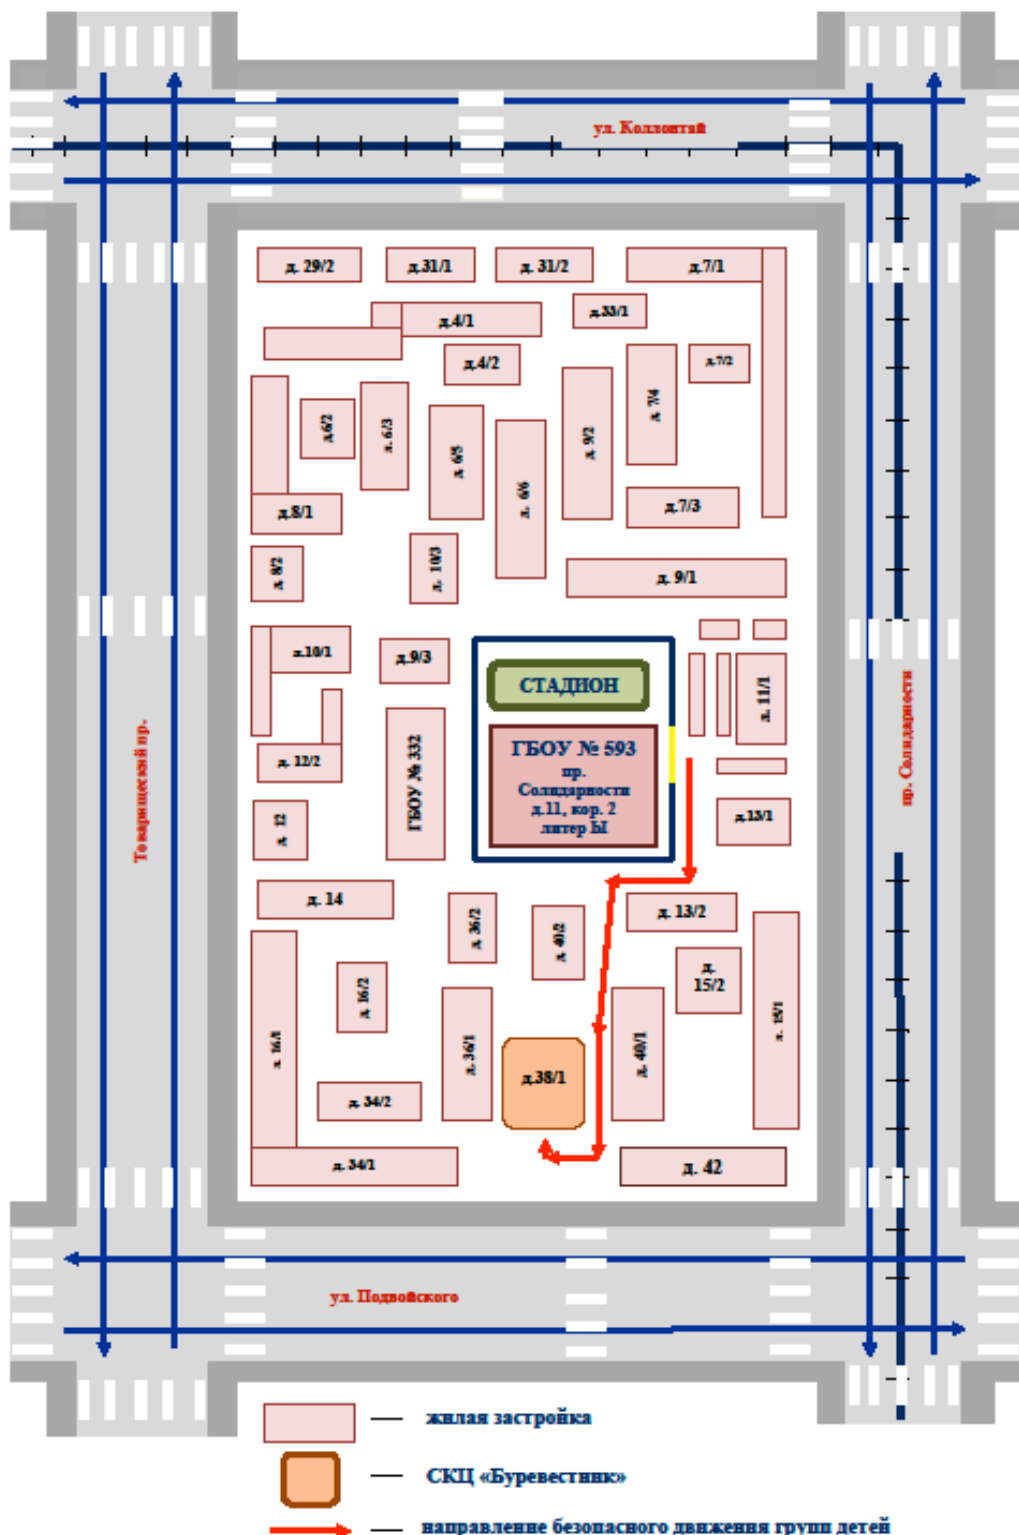 ул. Коллонтай
д. 29/2
д.31/1
д. 31/2
д.7/1
д.33/1
д.4/1
д.4/2
д.7/2
д. 7/4
д. 9/2
д.6/2
д. 6/3
д. 6/5
д. 6/6
д.7/3
д.8/1
д. 8/2
д. 10/3
д. 9/1
д.10/1
д.9/3
СТАДИОН
д. 11/1
пр. Солидарности
Товарищеский пр.
ГБОУ № 332
ГБОУ № 593
пр.
Солидарности
д.11, кор. 2
литер Ы
д. 12/2
д. 12
д.13/1
д. 14
д. 36/2
д. 40/2
д. 13/2
д.
15/2
д. 16/2
д. 16/1
д. 36/1
д.38/1
д. 40/1
д. 15/1
д. 34/2
д. 34/1
д. 42
ул. Подвойского
жилая застройка
СКЦ «Буревестник»
направление безопасного движения групп детей